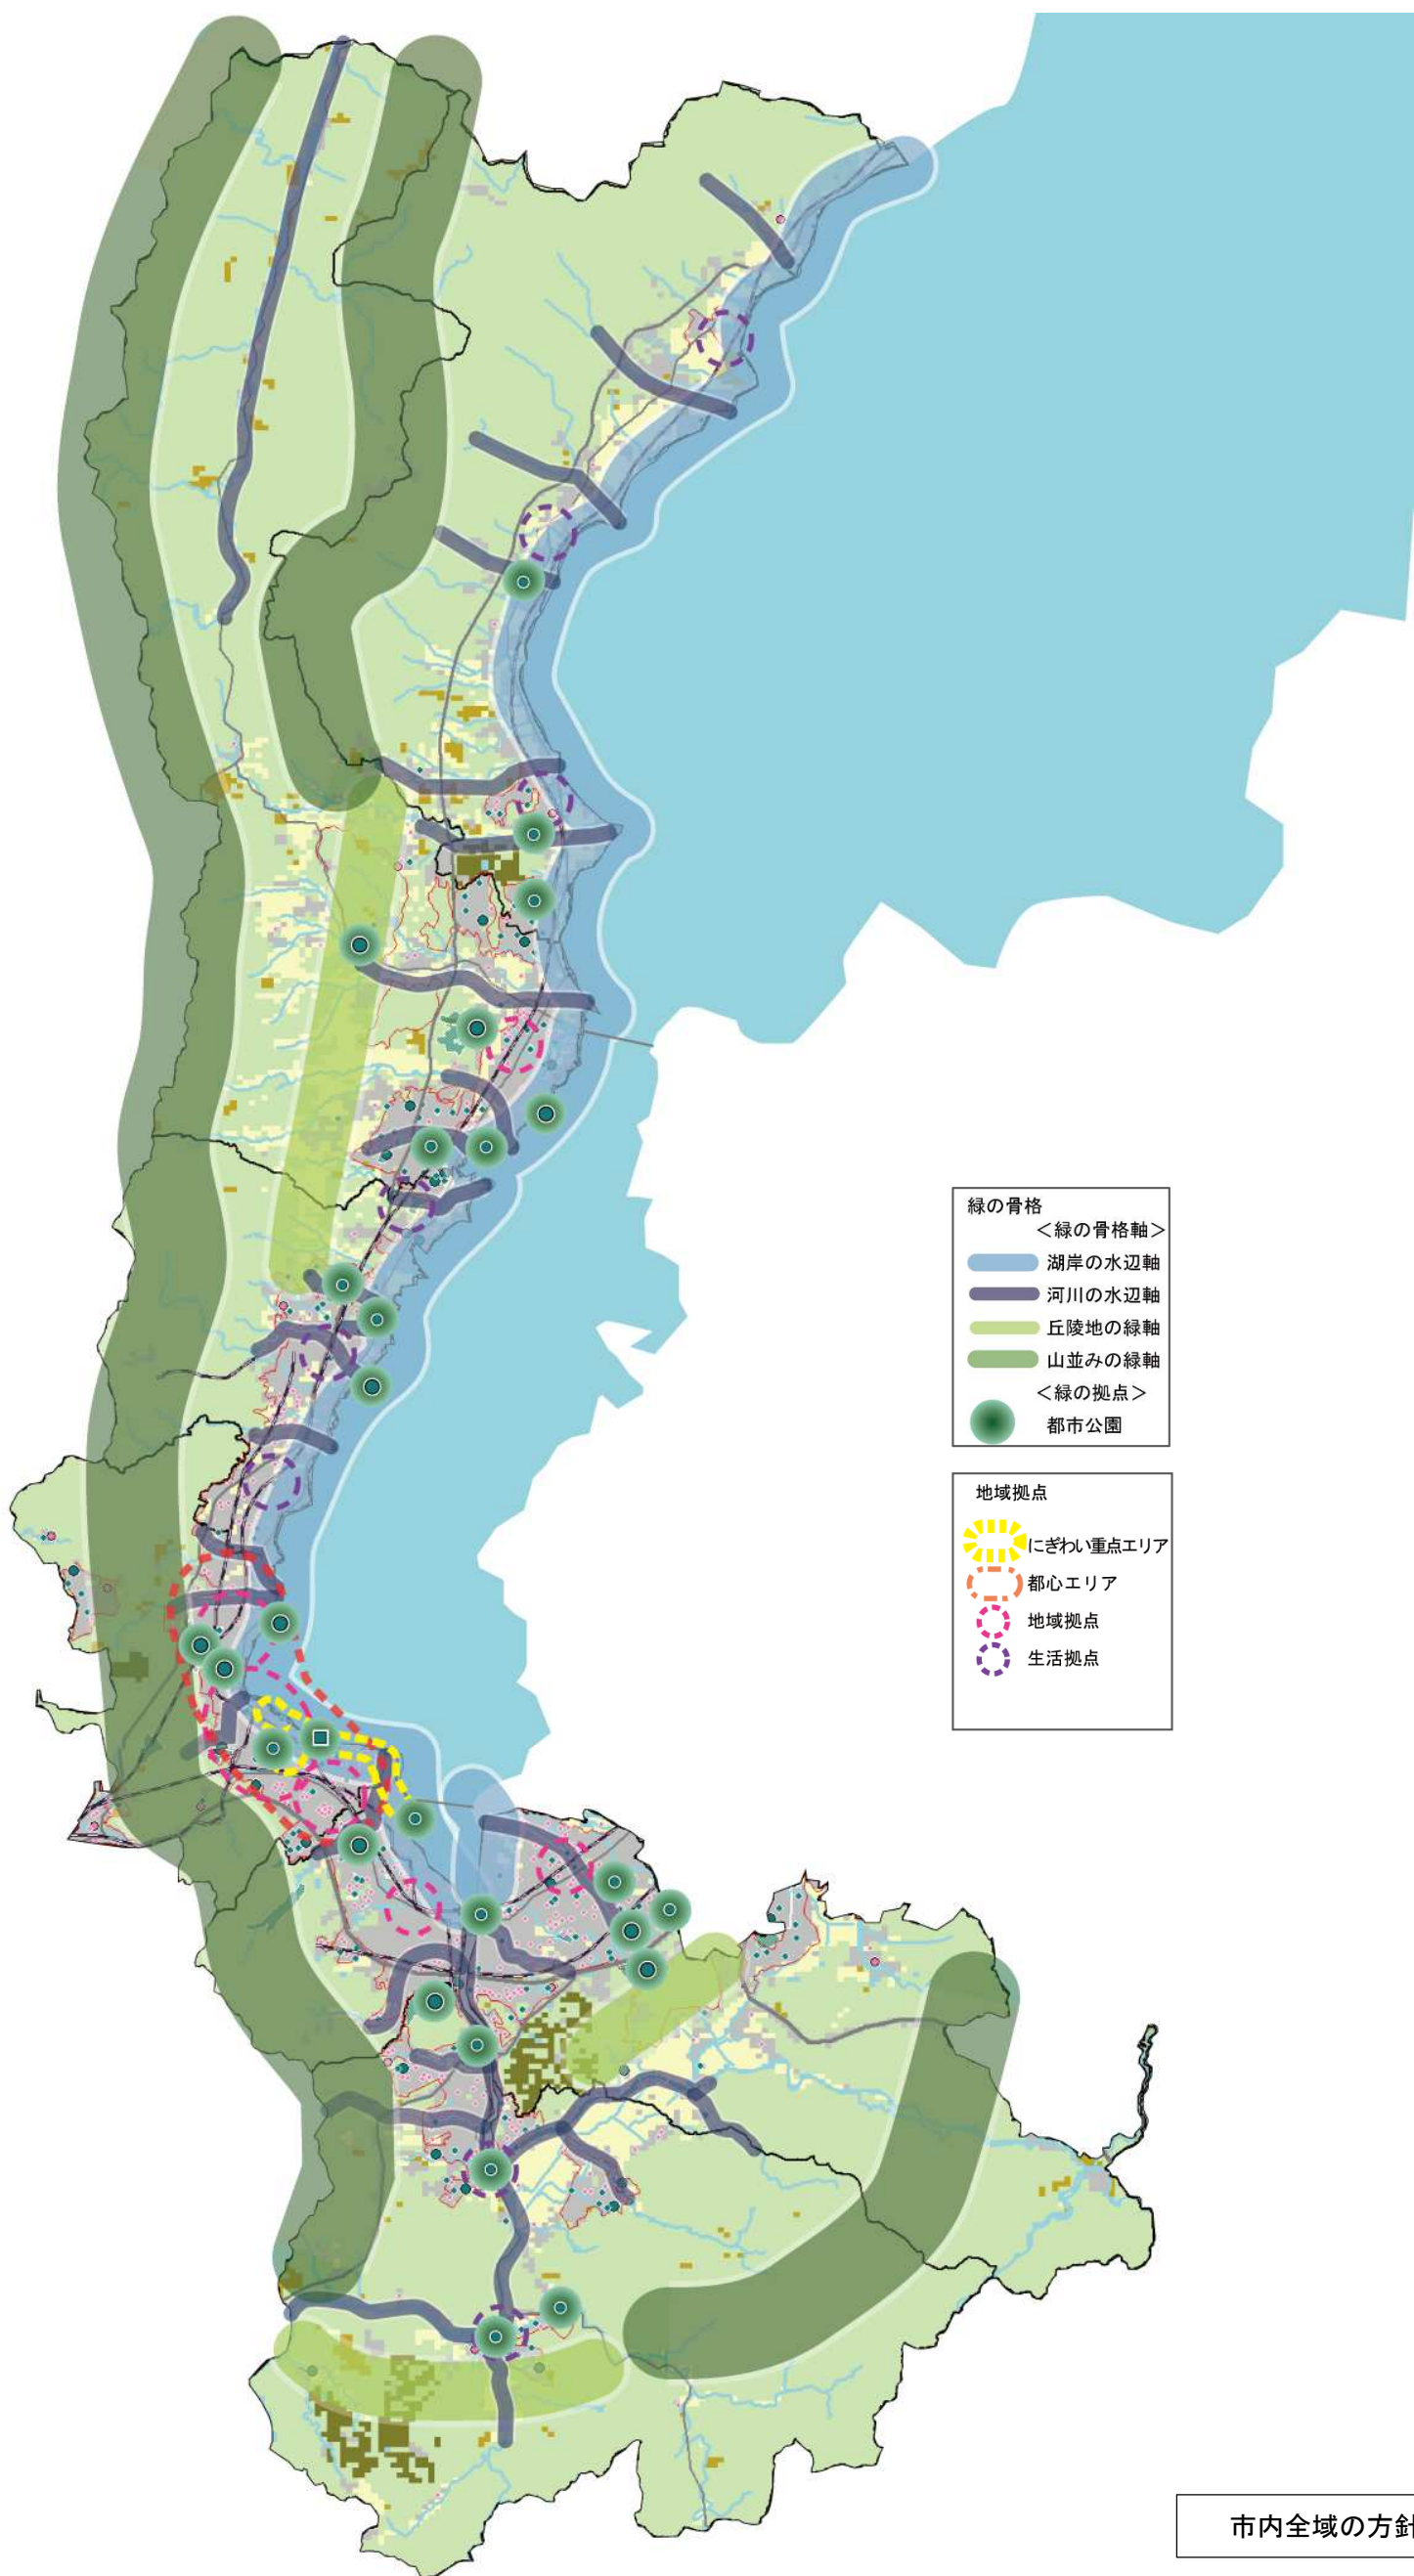 緑の骨格
＜緑の骨格軸＞
湖岸の水辺軸
河川の水辺軸
丘陵地の緑軸
山並みの緑軸
＜緑の拠点＞
都市公園
地域拠点
にぎわい重点エリア
都心エリア
地域拠点
生活拠点
市内全域の方針